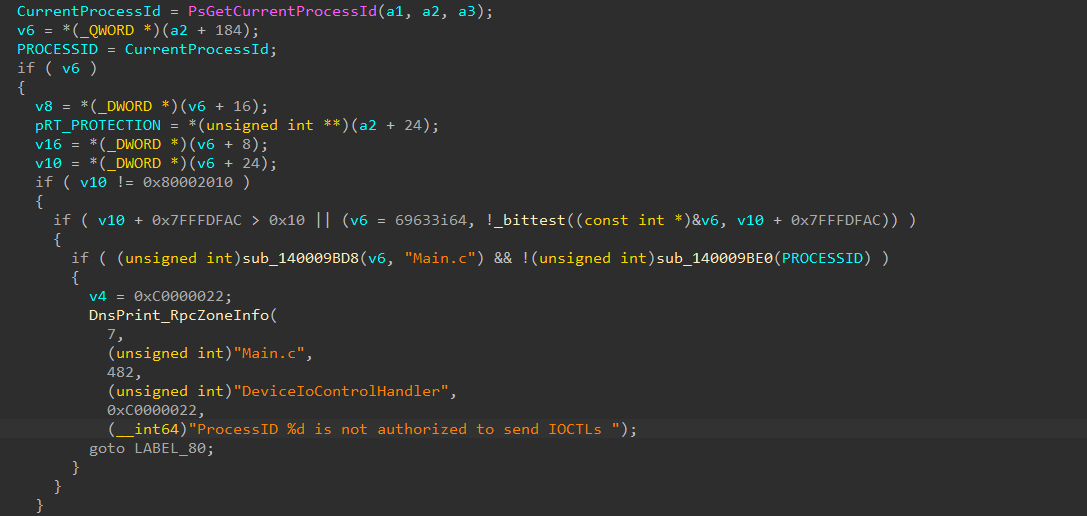 CurrentProcessId = PsGetCurrentProcessId(a1, a2, a3);
v6 = *(_QWORD *)(a2 + 184);
PROCESSID = CurrentProcessId;
if ( v6 )
{
v8 = *(_DWORD *)(v6 + 16);
pRT_PROTECTION = *(unsigned int **)(a2 + 24);
v16 = *(_DWORD *)(v6 + 8);
v10 = *(_DWORD *)(v6 + 24);
if ( v10 != 0x80002010 )
{
if ( v10 + 0x7FFFDFAC > 0x10 || (v6 = 69633i64, !_bittest((const int *)&v6, v10 + 0x7FFFDFAC)) )
{
if ( (unsigned int)sub_140009BD8(v6, "Main.c") && !(unsigned int)sub_140009BE0(PROCESSID) )
{
v4 = 0xC0000022;
DnsPrint_RpcZoneInfo(
7,
(unsigned int)"Main.c",
482,
(unsigned int)"DeviceIoControlHandler",
0xC0000022,
(__int64)"ProcessID %d is not authorized to send IOCTLs ");
goto LABEL_80;
}
}
}